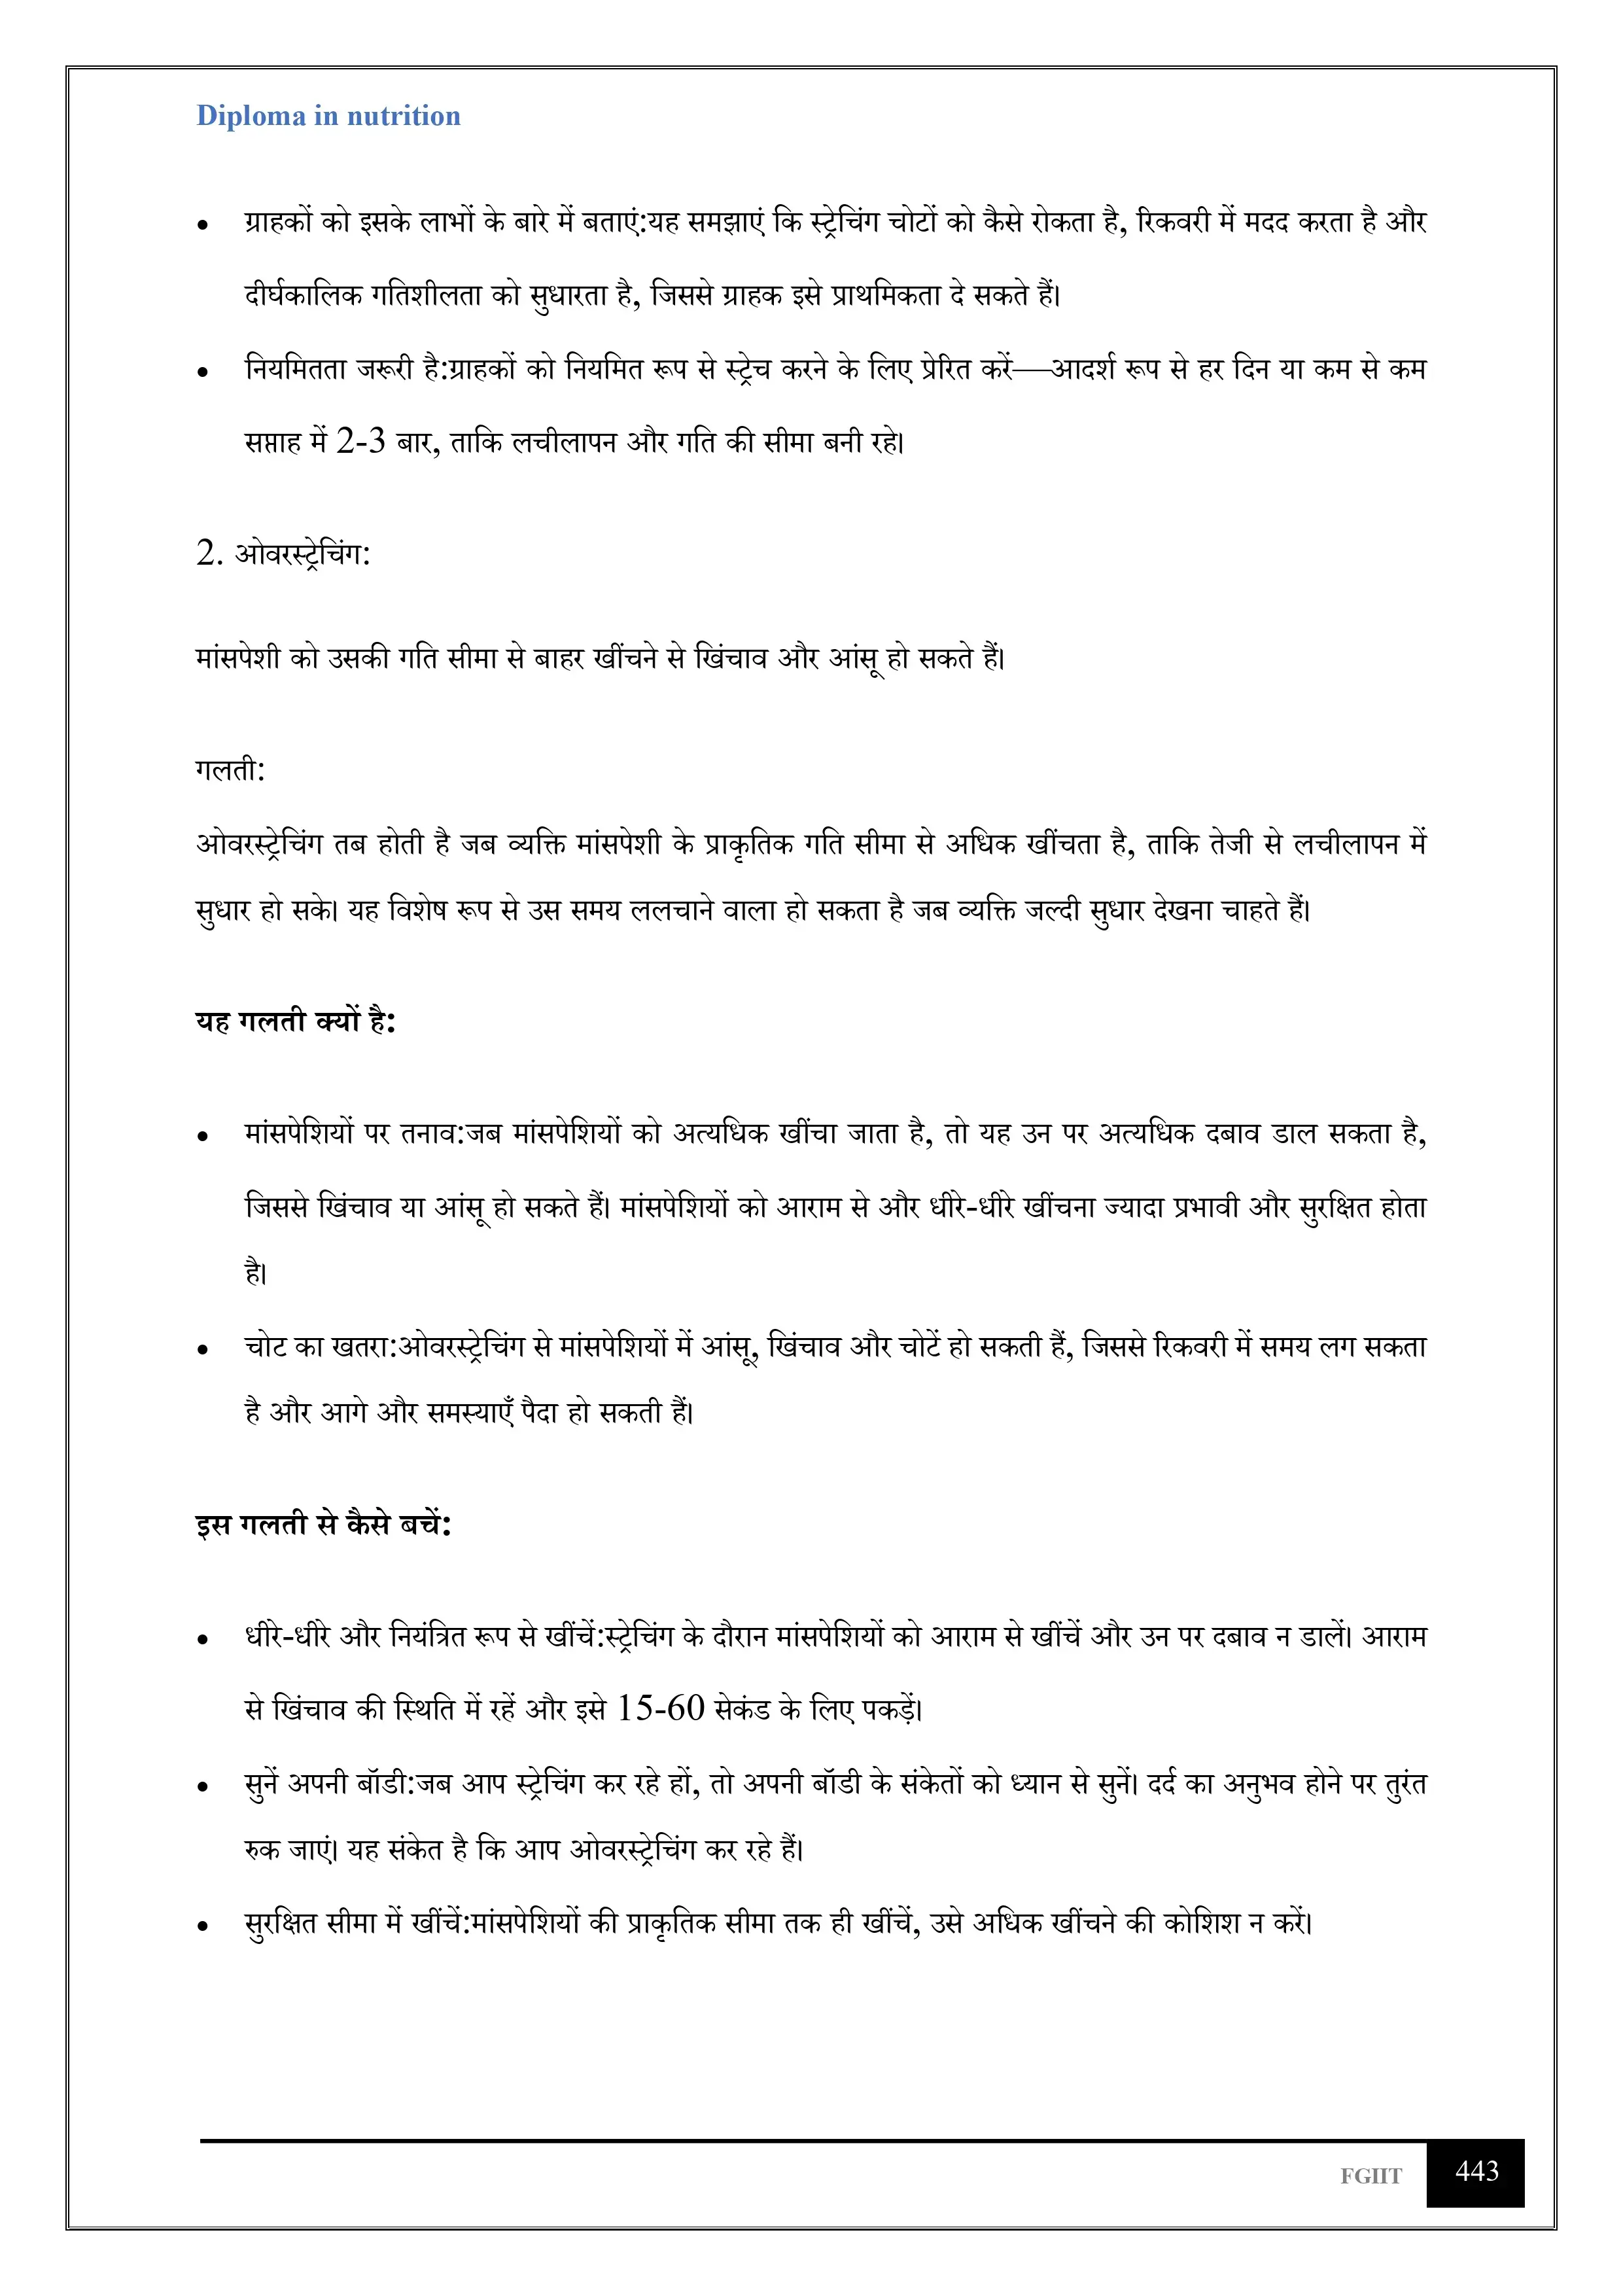 Diploma in nutrition
• ग्राहकों को इसके लाभों के बारे में बताएं:यह समझाएं कि स्ट्रेचिंग चोटों को कैसे रोकता है, रिकवरी में मदद करता है और
दीर्घकालिक गतिशीलता को सुधारता है, जिससे ग्राहक इसे प्राथमिकता दे सकते हैं।
• नियमितता जरूरी है:ग्राहकों को नियमित रूप से स्ट्रेच करने के लिए प्रेरित करें—आदर्श रूप से हर दिन या कम से कम
सप्ताह में 2-3 बार, ताकि लचीलापन और गति की सीमा बनी रहे।
2. ओवरस्ट्रेचिंग:
मांसपेशी को उसकी गति सीमा से बाहर खींचने से खिंचाव और आंसू हो सकते हैं।
गलती:
ओवरस्ट्रेचिंग तब होती है जब व्यक्ति मांसपेशी के प्राकृतिक गति सीमा से अधिक खींचता है, ताकि तेजी से लचीलापन में
सुधार हो सके। यह विशेष रूप से उस समय ललचाने वाला हो सकता है जब व्यक्ति जल्दी सुधार देखना चाहते हैं।
यह गलती क्यों है:
• मांसपेशियों पर तनाव:जब मांसपेशियों को अत्यधिक खींचा जाता है, तो यह उन पर अत्यधिक दबाव डाल सकता है,
जिससे खिंचाव या आंसू हो सकते हैं। मांसपेशियों को आराम से और धीरे-धीरे खींचना ज्यादा प्रभावी और सुरक्षित होता
है।
• चोट का खतरा:ओवरस्ट्रेचिंग से मांसपेशियों में आंसू, खिंचाव और चोटें हो सकती हैं, जिससे रिकवरी में समय लग सकता
है और आगे और समस्याएँ पैदा हो सकती हैं।
इस गलती से कैसे बचें:
• धीरे-धीरे और नियंत्रित रूप से खींचें:स्ट्रेचिंग के दौरान मांसपेशियों को आराम से खींचें और उन पर दबाव न डालें। आराम
से खिंचाव की स्थिति में रहें और इसे 15-60 सेकंड के लिए पकड़ें।
• सुनें अपनी बॉडी:जब आप स्ट्रेचिंग कर रहे हों, तो अपनी बॉडी के संकेतों को ध्यान से सुनें। दर्द का अनुभव होने पर तुरंत
रुक जाएं। यह संकेत है कि आप ओवरस्ट्रेचिंग कर रहे हैं।
• सुरक्षित सीमा में खींचें:मांसपेशियों की प्राकृतिक सीमा तक ही खींचें, उसे अधिक खींचने की कोशिश न करें।
FGIIT 443